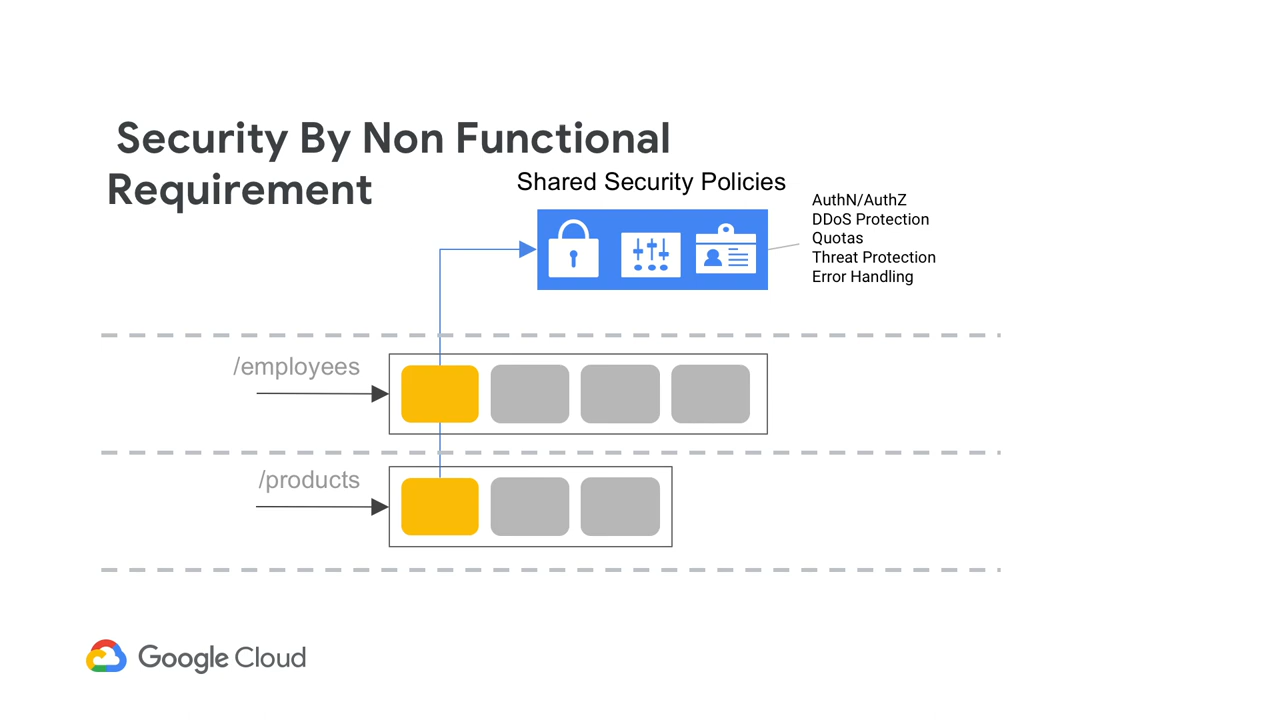 Security By Non Functional
Requirement
Shared Security Policies
AuthN/AuthZ
DDoS Protection
Quotas
Threat Protection
Error Handling
/employees
/products
Google Cloud